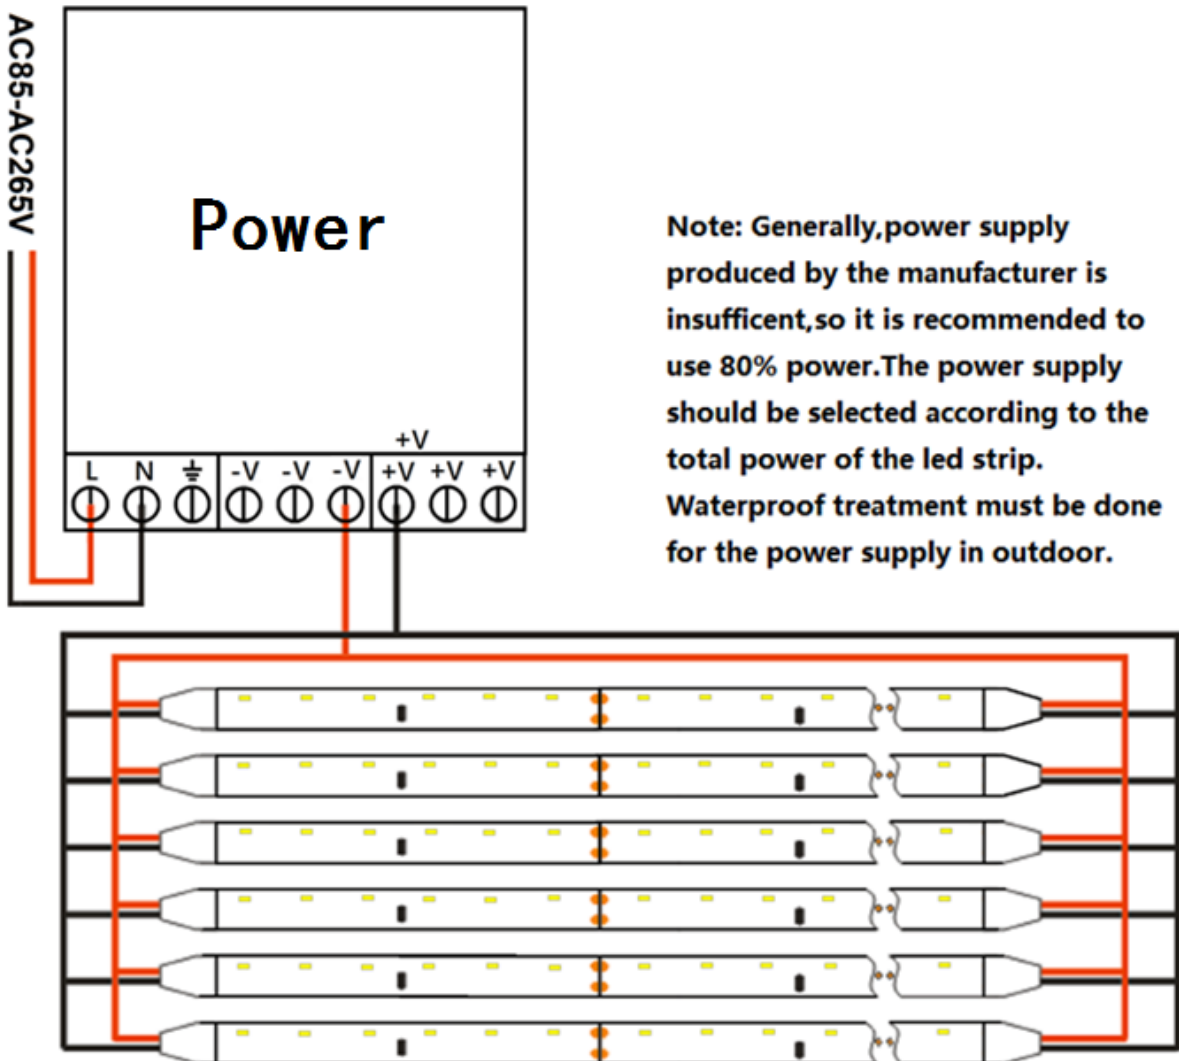 AC85-AC265V
Power
Note: Generally,power supply
produced by the manufacturer is
insufficent,so it is recommended to
use 80% power.The power supply
should be selected according to the
total power of the led strip.
Waterproof treatment must be done
for the power supply in outdoor.
+V
L N -V -V -V +V +V +V